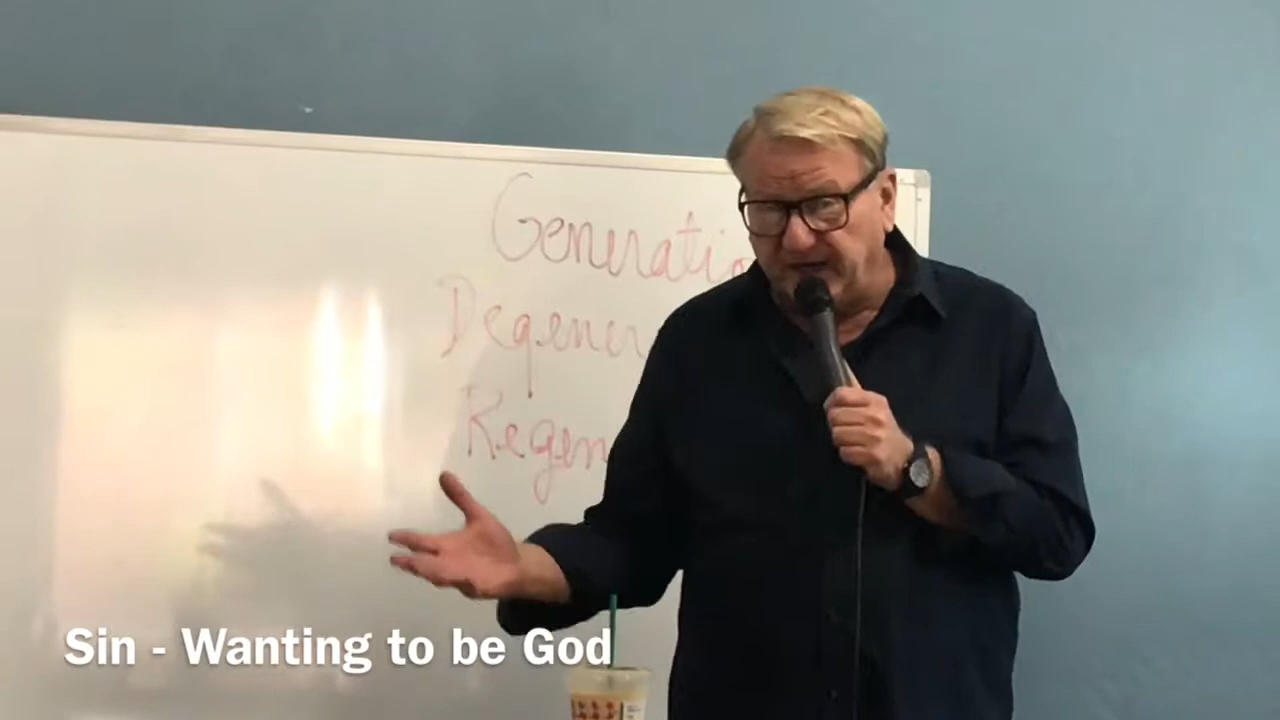 Generatio
Degener
Regen
Sin - Wanting to be God